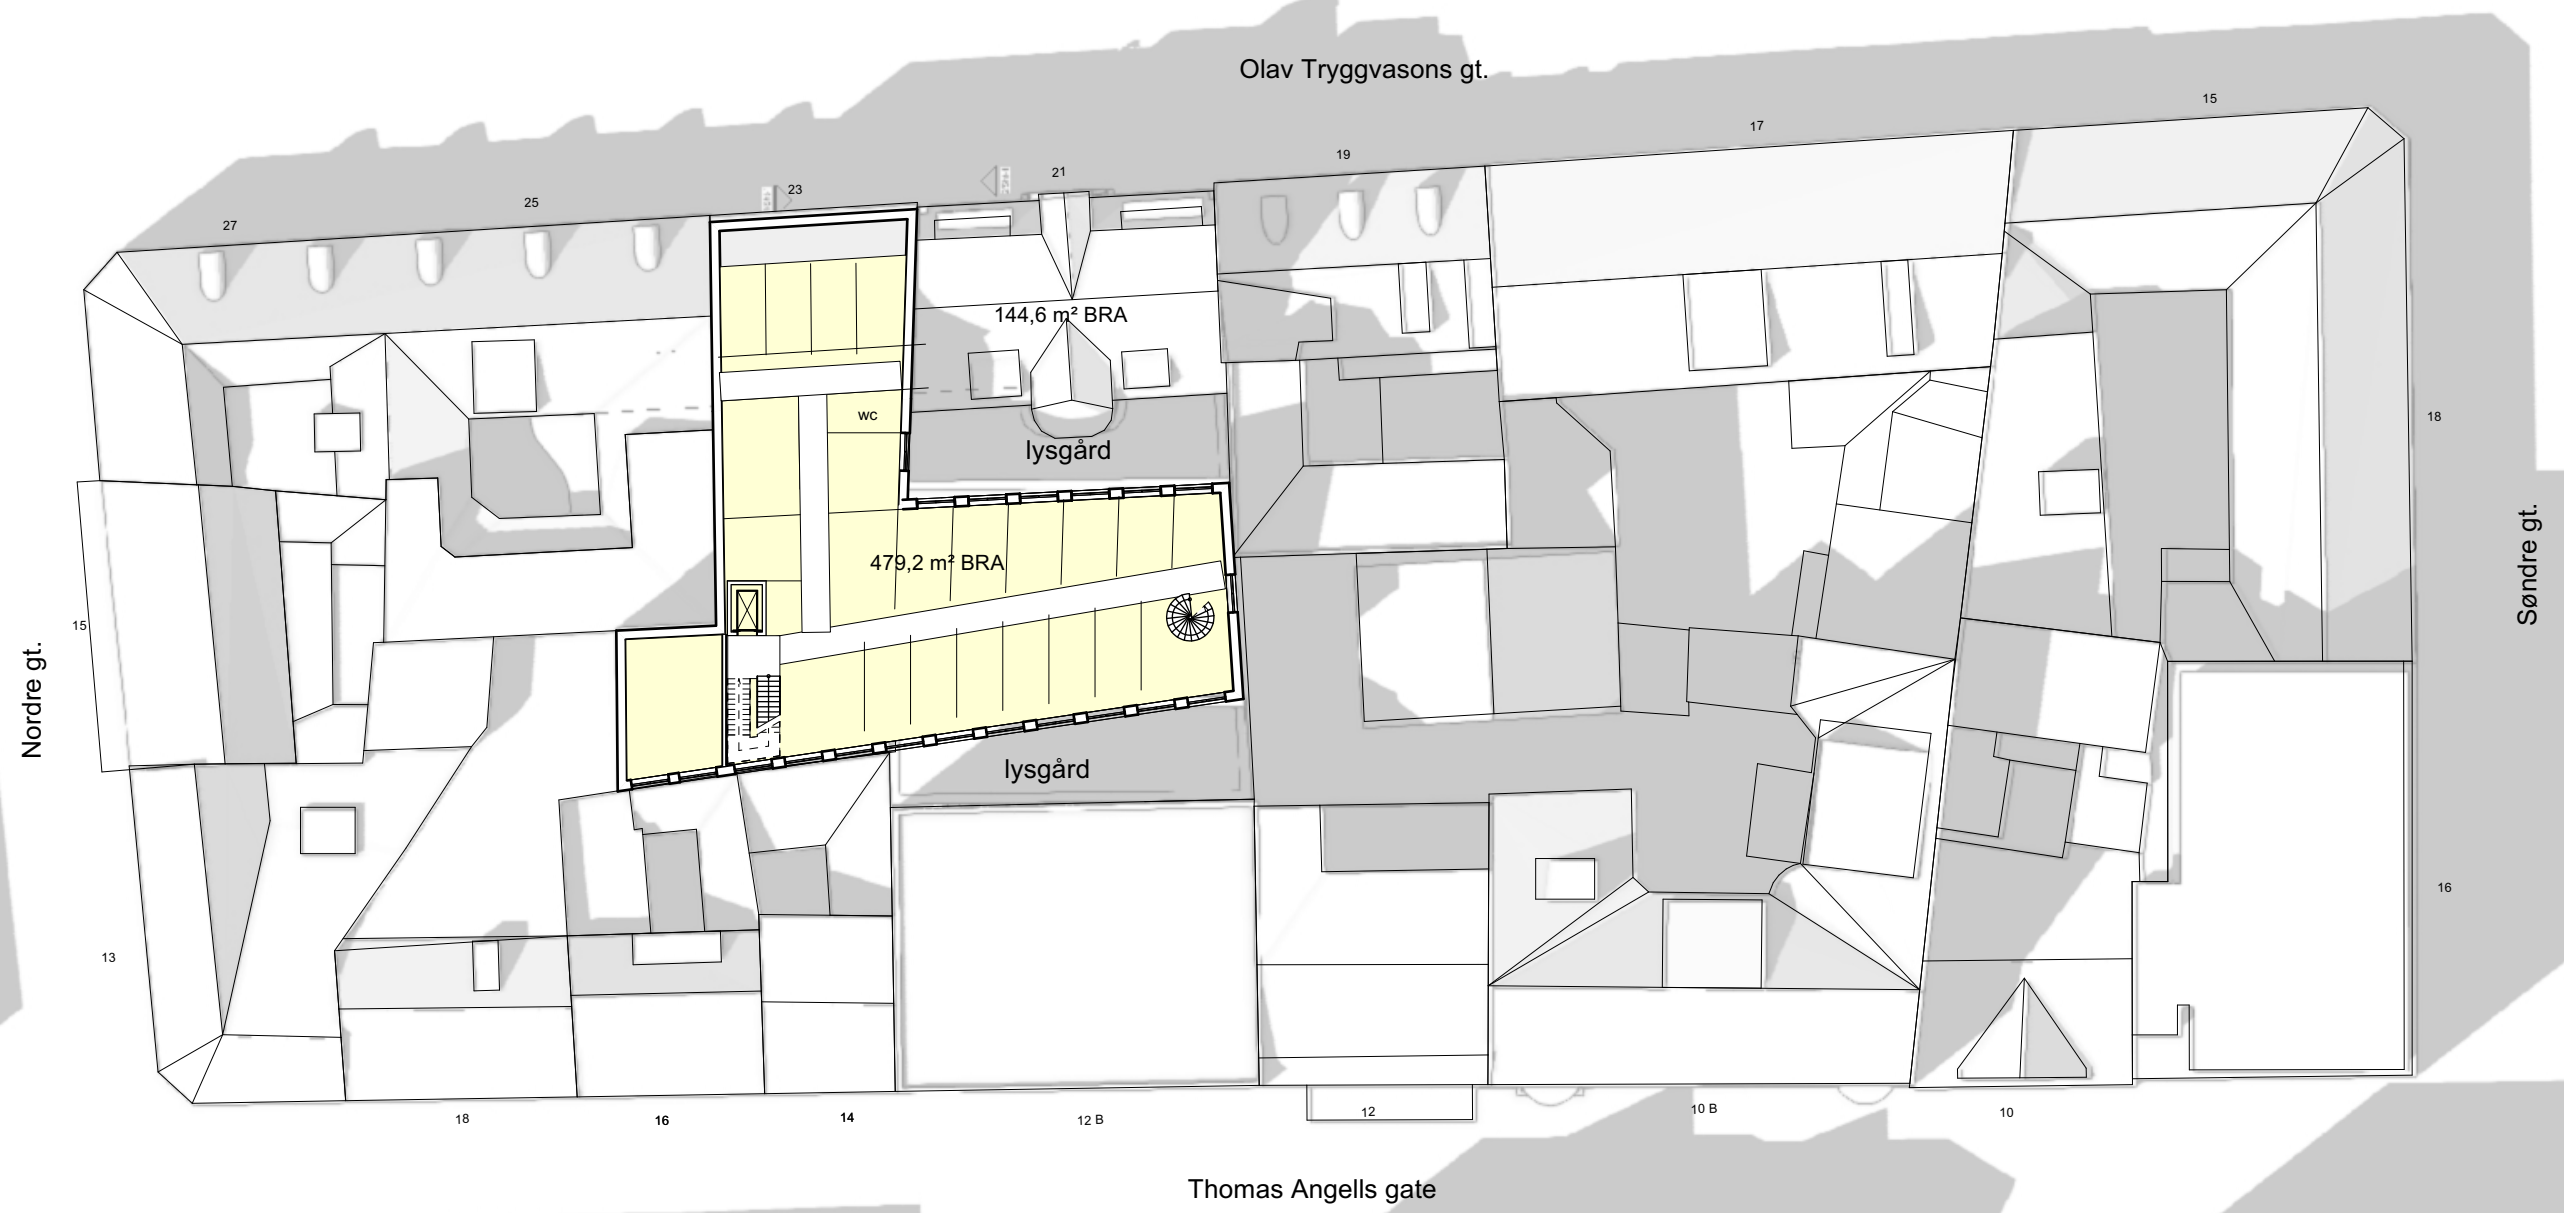 Olav Tryggvasons gt.
15
17
19
21
23
25
27
144,6 m² BRA
wc
18
lysgård
Søndre gt.
479,2 m² BRA
15
Nordre gt.
lysgård
16
13
18
16
14
12 B
12
10 B
10
Thomas Angells gate